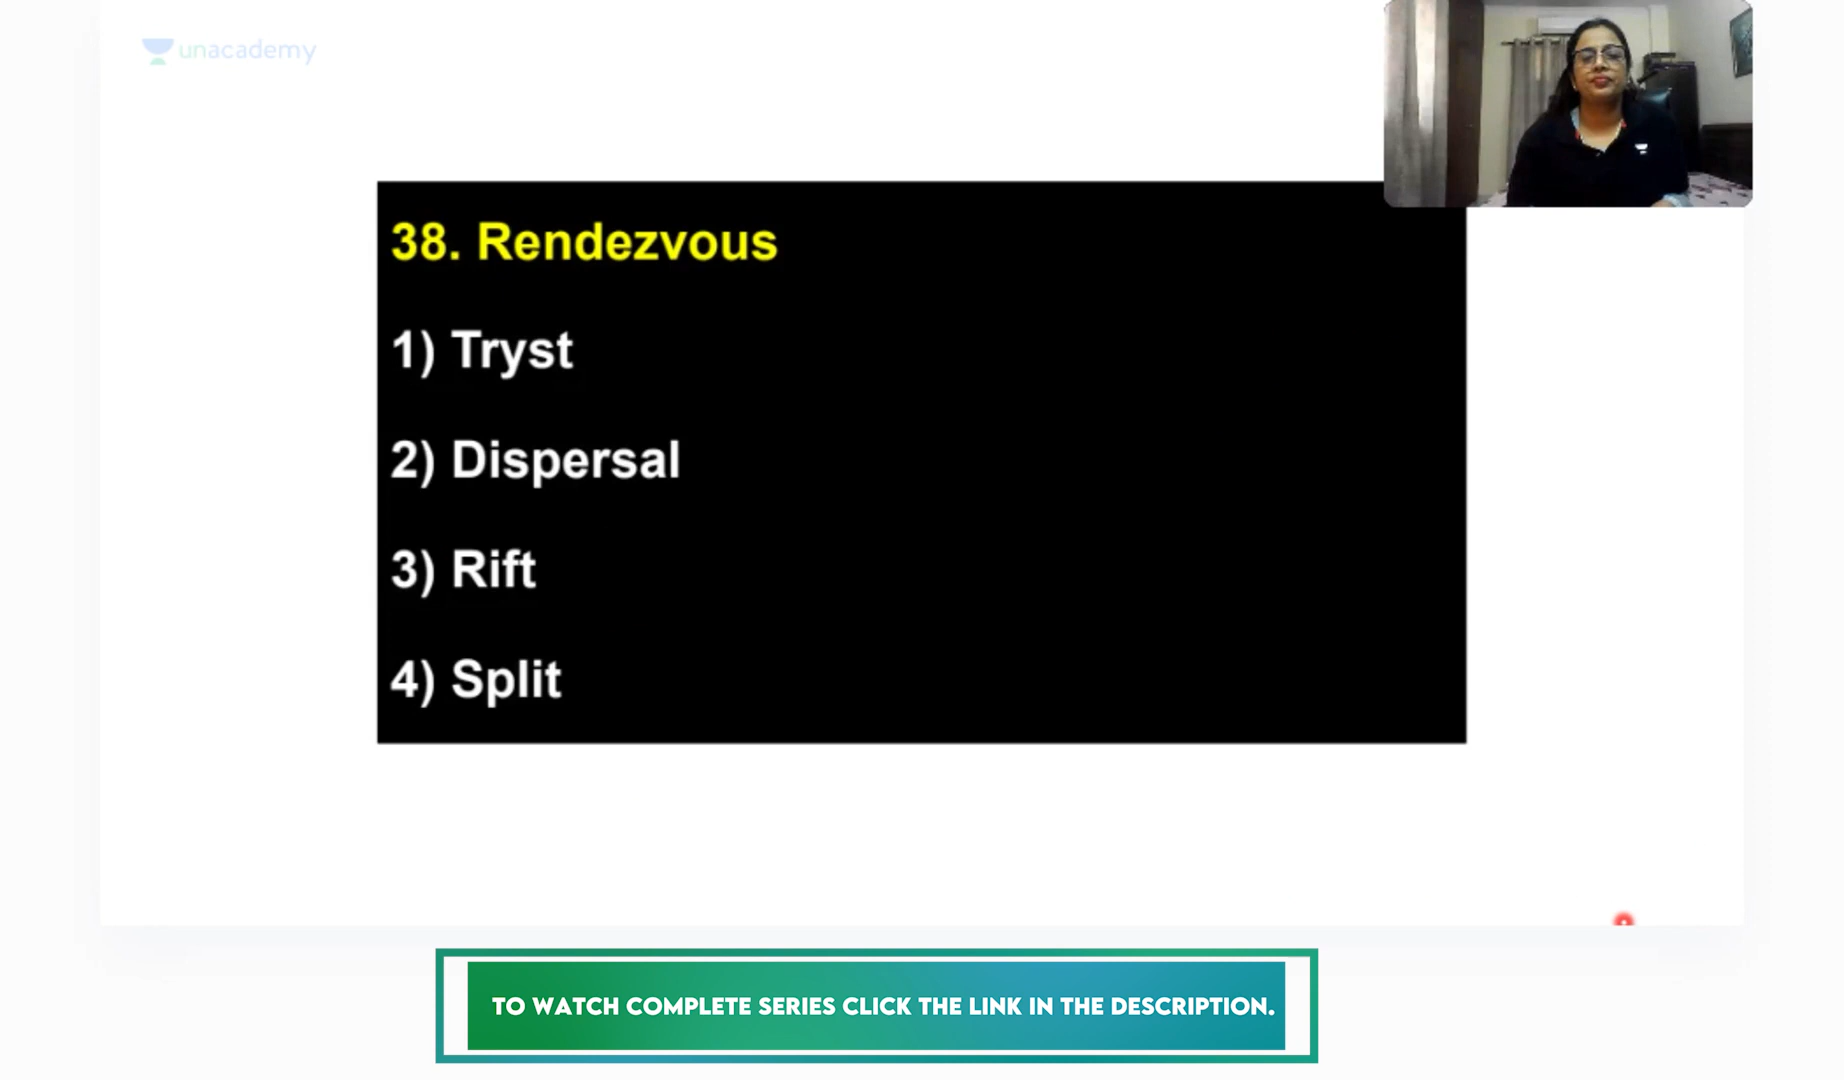 unacademy
38. Rendezvous
1) Tryst
2) Dispersal
3) Rift
4) Split
TO WATCH COMPLETE SERIES CLICK THE LINK IN THE DESCRIPTION.